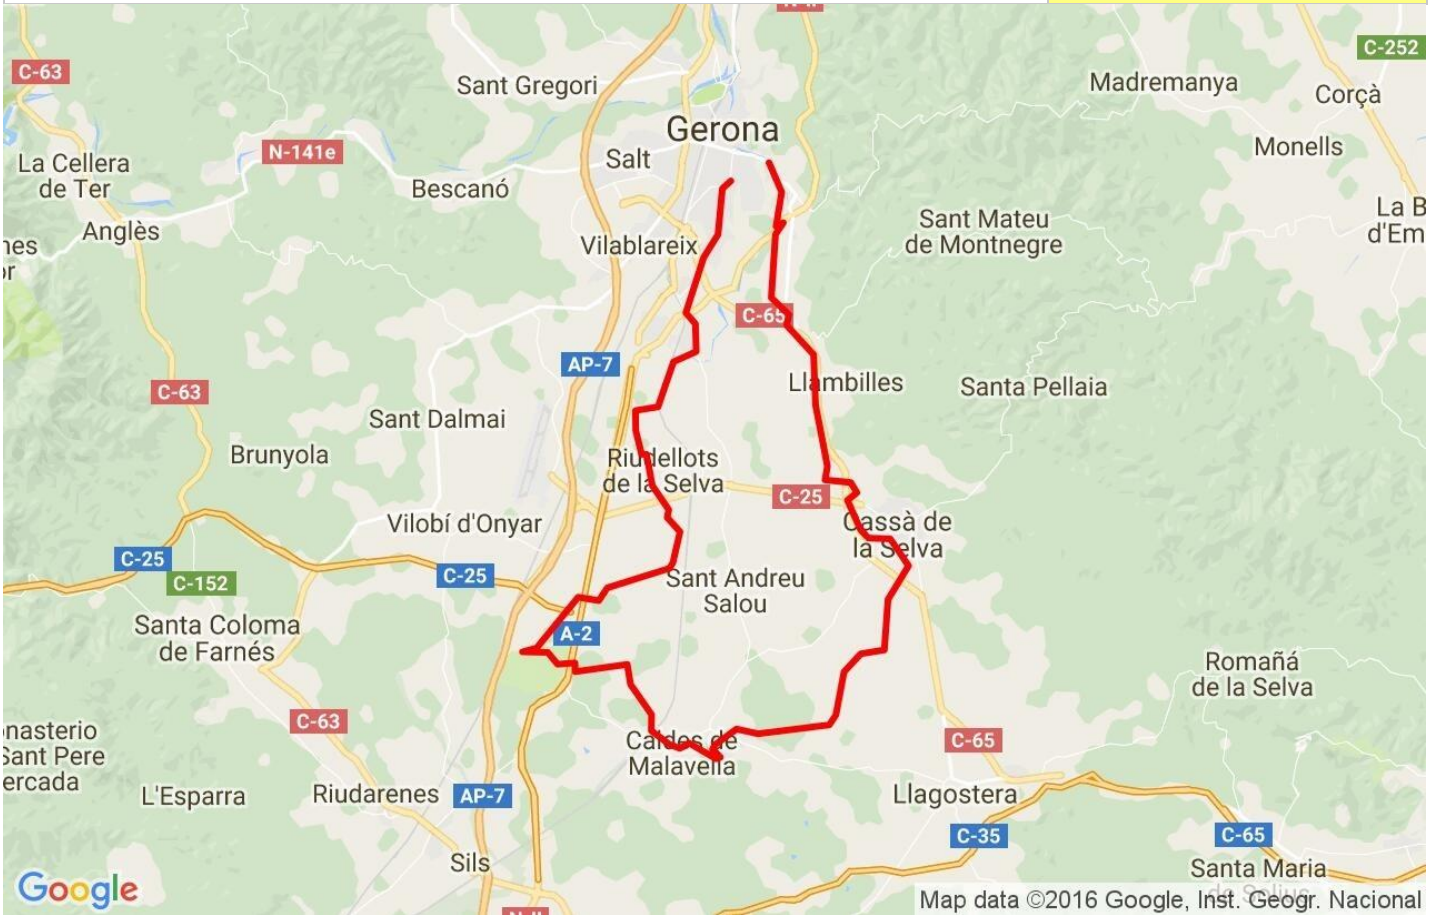 C-63
C-252
Sant Gregori
Madremanya
Corçà
Gerona
N-141e
Salt
Monells
La Cellera
de Ter
Bescanó
Anglès
Sant Mateu
de Montnegre
La B
d'Em
Vilablareix
C-65
AP-7
Llambilles
Santa Pellaia
C-63
Sant Dalmai
Brunyola
Riudellots
de la Selva
C-25
Vilobí d'Onyar
Cassà de
la Selva
C-25
C-152
C-25
Sant Andreu
Salou
A-2
Santa Coloma
de Farnés
Romañá
de la Selva
C-63
onasterio
Sant Pere
ercada
Caldes de
Malavella
C-65
L'Esparra
Riudarenes
AP-7
Llagostera
C-35
C-65
Sils
Santa Maria
Google
Map data ©2016 Google, Inst. Geogr. Nacional